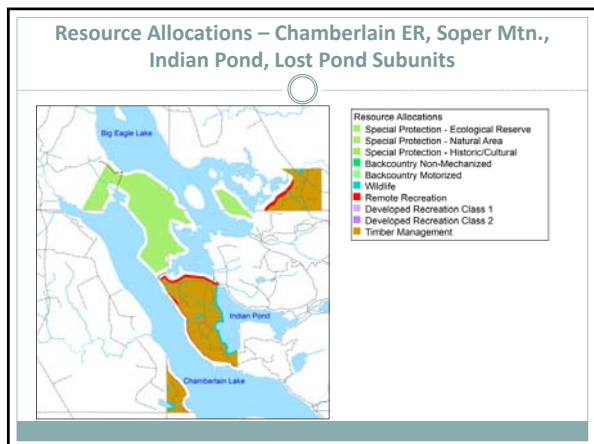 Resource Allocations – Chamberlain ER, Soper Mtn.,
Indian Pond, Lost Pond Subunits
Big Eagle Lake
Indian Pond
Chamberlain Lake
Resource Allocations
Special Protection - Ecological Reserve
Special Protection - Natural Area
Special Protection - Historic/Cultural
Backcountry Non-Mechanized
Backcountry Motorized
Wildlife
Remote Recreation
Developed Recreation Class 1
Developed Recreation Class 2
Timber Management